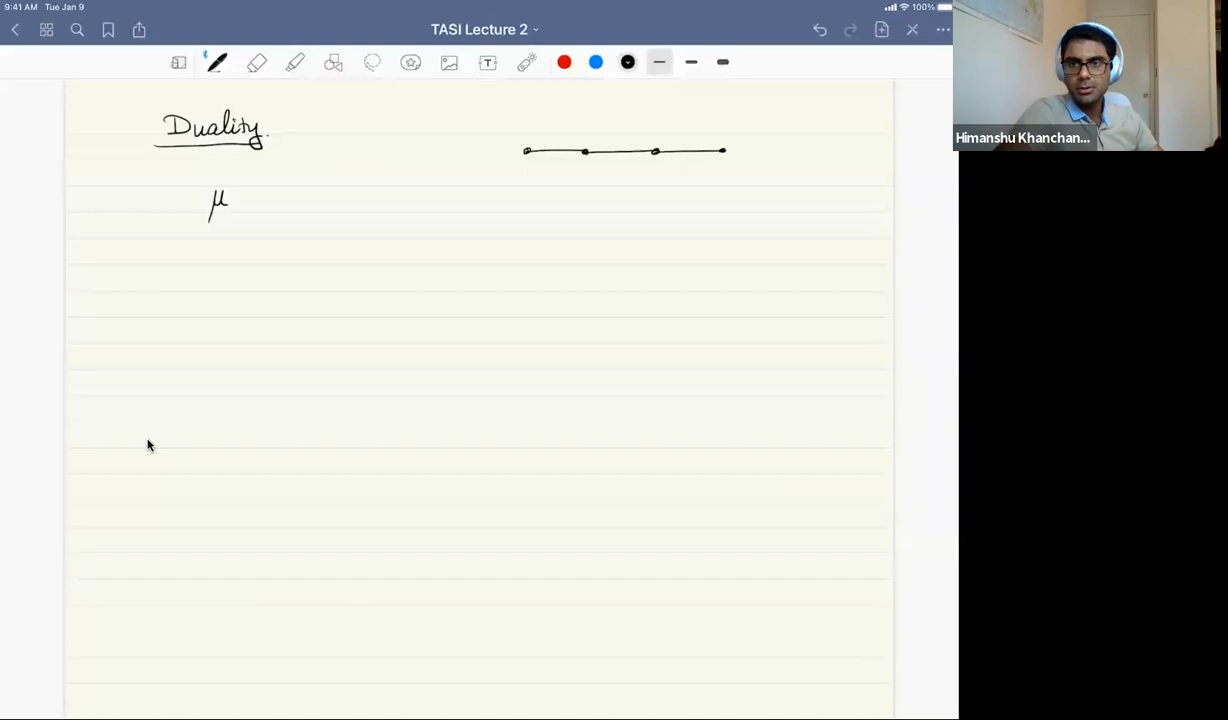 9:41 AM Tue Jan 9
100%
TASI Lecture 2
T
Himanshu Khanchan...
Duality.
μ